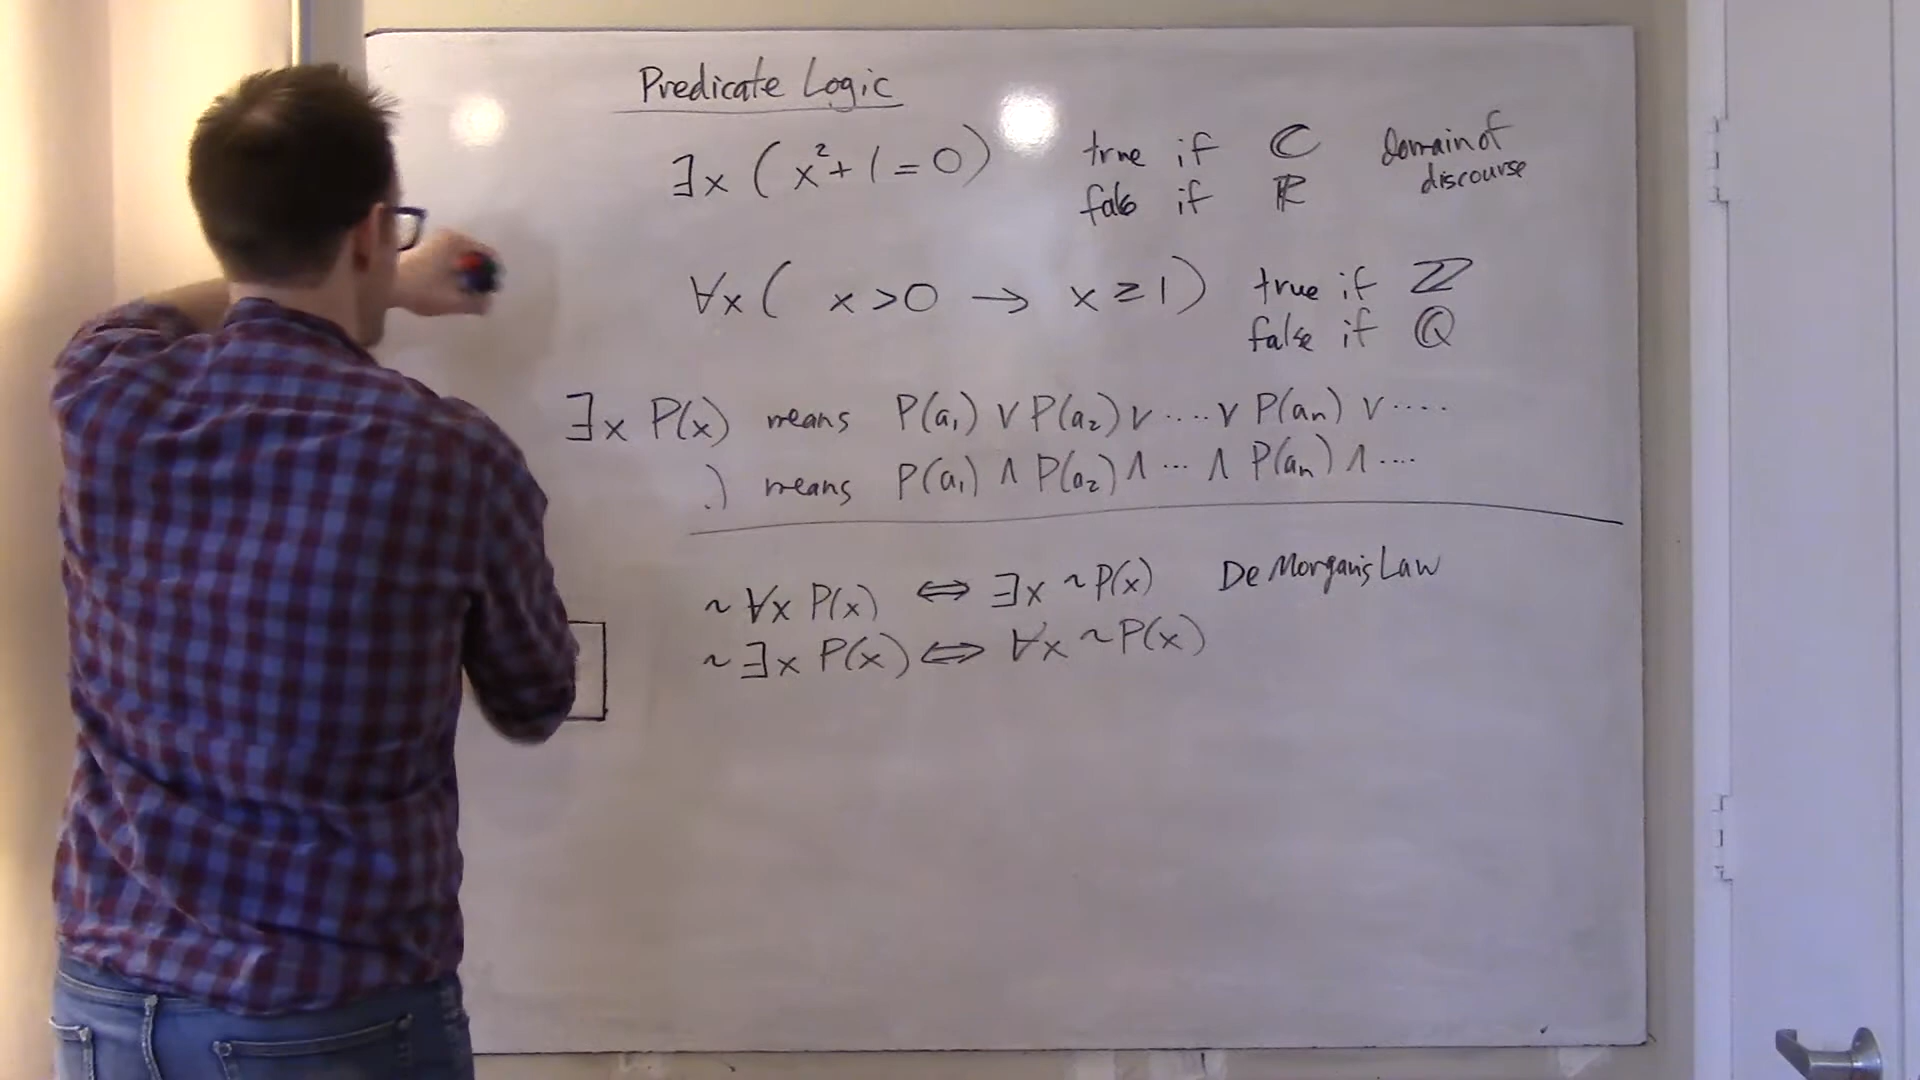 Predicate Logic
∃x (x²+1=0) true if ℂ domain of
false if ℝ discourse
∀x ( x>0 → x≥1) true if ℤ
false if ℚ
∃x P(x) means P(a₁) ∨ P(a₂) ∨ .... ∨ P(aₙ) ∨ ....
) means P(a₁) ∧ P(a₂) ∧ ... ∧ P(aₙ) ∧ ....
~ ∀x P(x) ⇔ ∃x ~P(x) De Morgan's Law
~ ∃x P(x) ⇔ ∀x ~P(x)